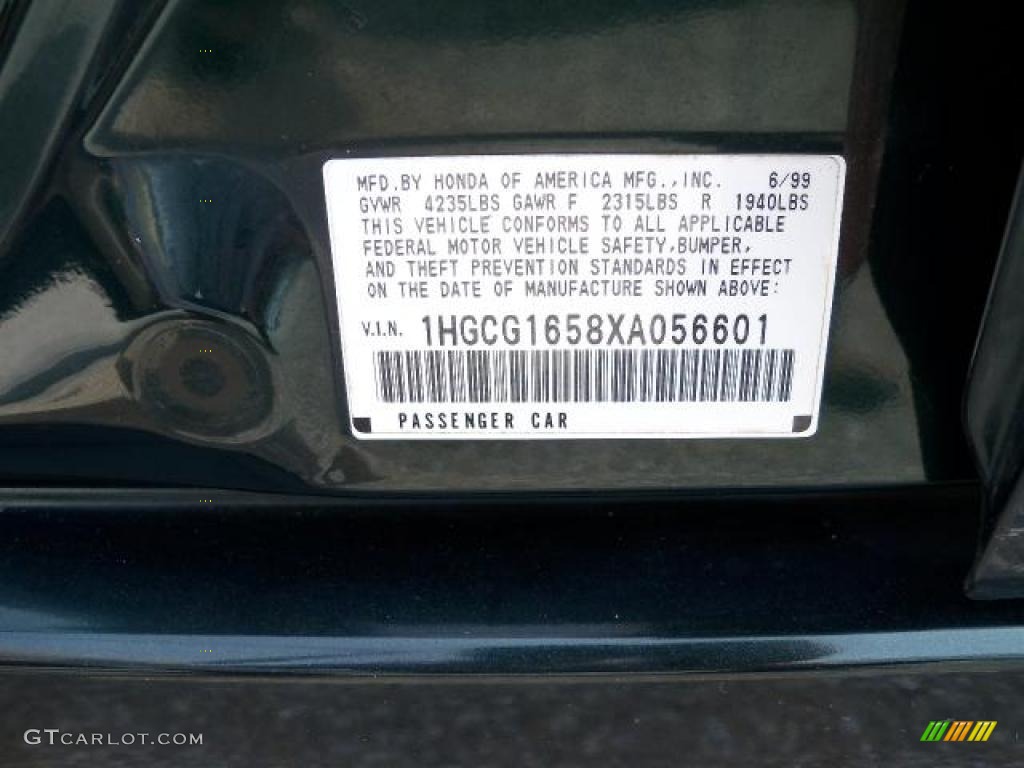 MFD.BY HONDA OF AMERICA MFG.,INC. 6/99
GVWR 4235LBS GAWR F 2315LBS R 1940LBS
THIS VEHICLE CONFORMS TO ALL APPLICABLE
FEDERAL MOTOR VEHICLE SAFETY,BUMPER,
AND THEFT PREVENTION STANDARDS IN EFFECT
ON THE DATE OF MANUFACTURE SHOWN ABOVE:
V.I.N. 1HGCG1658XA056601
PASSENGER CAR
GTCARLOT.COM